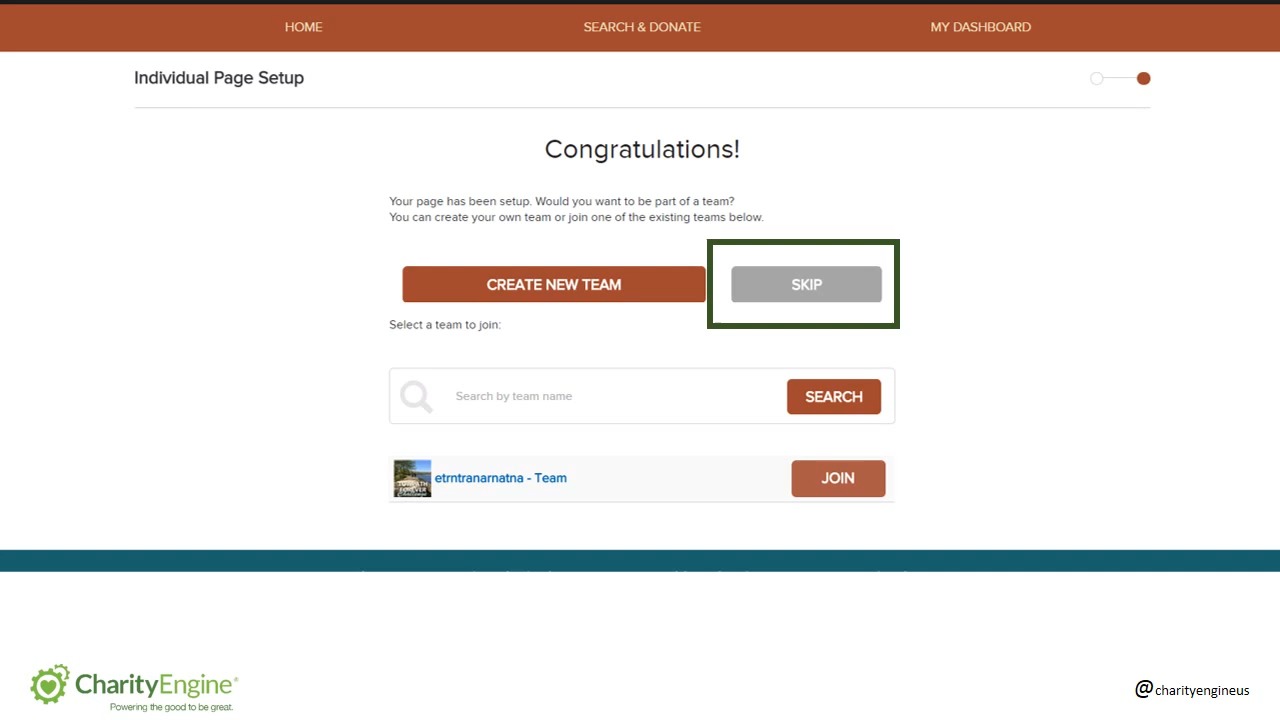 HOME SEARCH & DONATE MY DASHBOARD
Individual Page Setup
Congratulations!
Your page has been setup. Would you want to be part of a team?
You can create your own team or join one of the existing teams below.
CREATE NEW TEAM SKIP
Select a team to join:
Search by team name SEARCH
etrntranarnatna - Team JOIN
CharityEngine®
Powering the good to be great.
@charityengineus